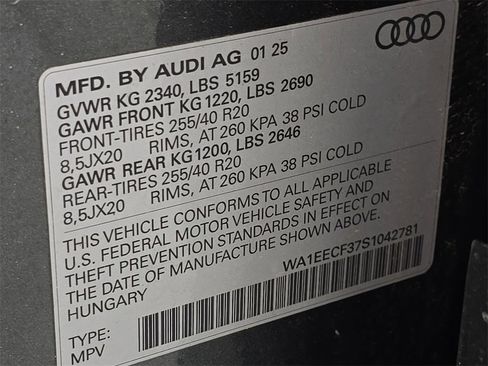 MFD. BY AUDI AG 01 25
GVWR KG 2340, LBS 5159
GAWR FRONT KG 1220, LBS 2690
FRONT-TIRES 255/40 R20
8,5JX20 RIMS, AT 260 KPA 38 PSI COLD
GAWR REAR KG 1200, LBS 2646
REAR-TIRES 255/40 R20
8,5JX20 RIMS, AT 260 KPA 38 PSI COLD
THIS VEHICLE CONFORMS TO ALL APPLICABLE
U.S. FEDERAL MOTOR VEHICLE SAFETY AND
THEFT PREVENTION STANDARDS IN EFFECT ON
THE DATE OF MANUFACTURE SHOWN ABOVE.
HUNGARY WA1EECF37S1042781
TYPE:
MPV